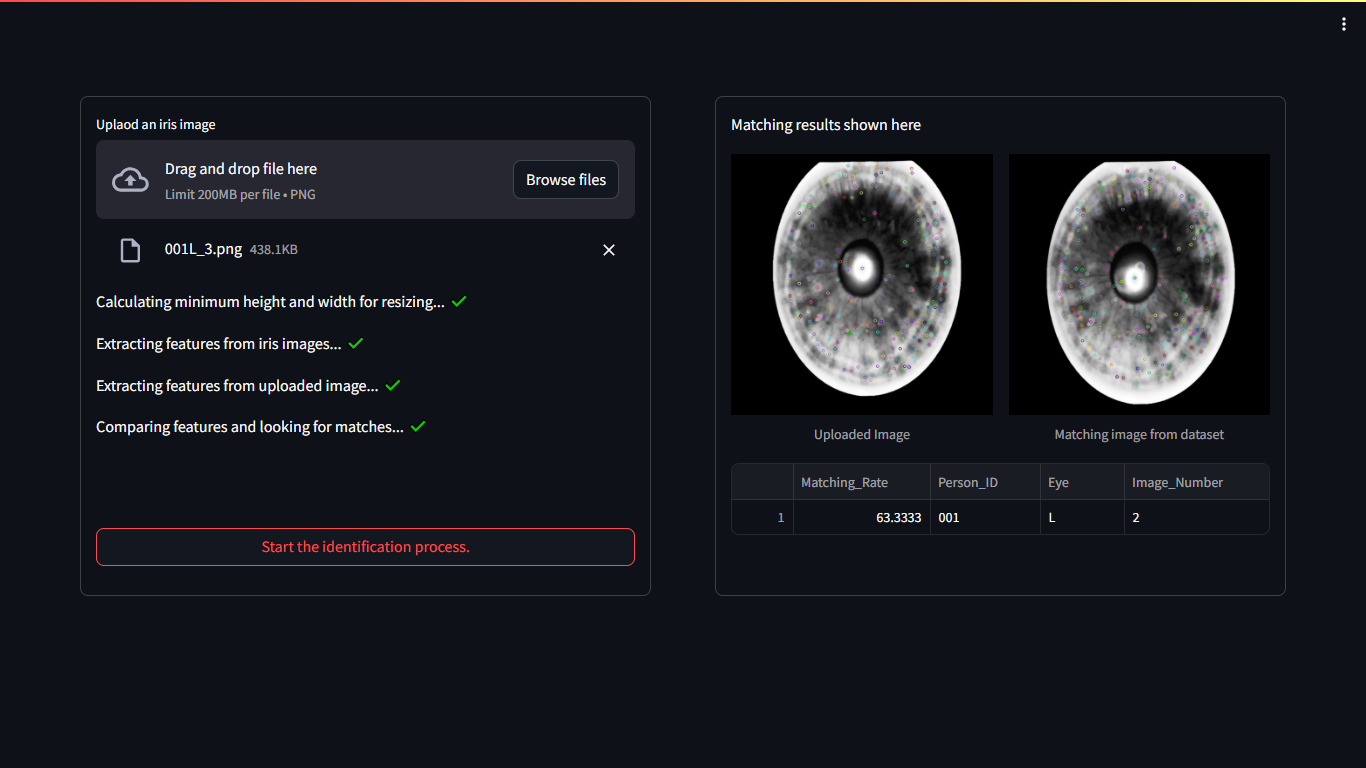 Uplaod an iris image
Drag and drop file here
Limit 200MB per file • PNG
Browse files
001L_3.png 438.1KB
Calculating minimum height and width for resizing...
Extracting features from iris images...
Extracting features from uploaded image...
Comparing features and looking for matches...
Start the identification process.
Matching results shown here
Uploaded Image
Matching image from dataset
Matching_Rate Person_ID Eye Image_Number
1 63.3333 001 L 2